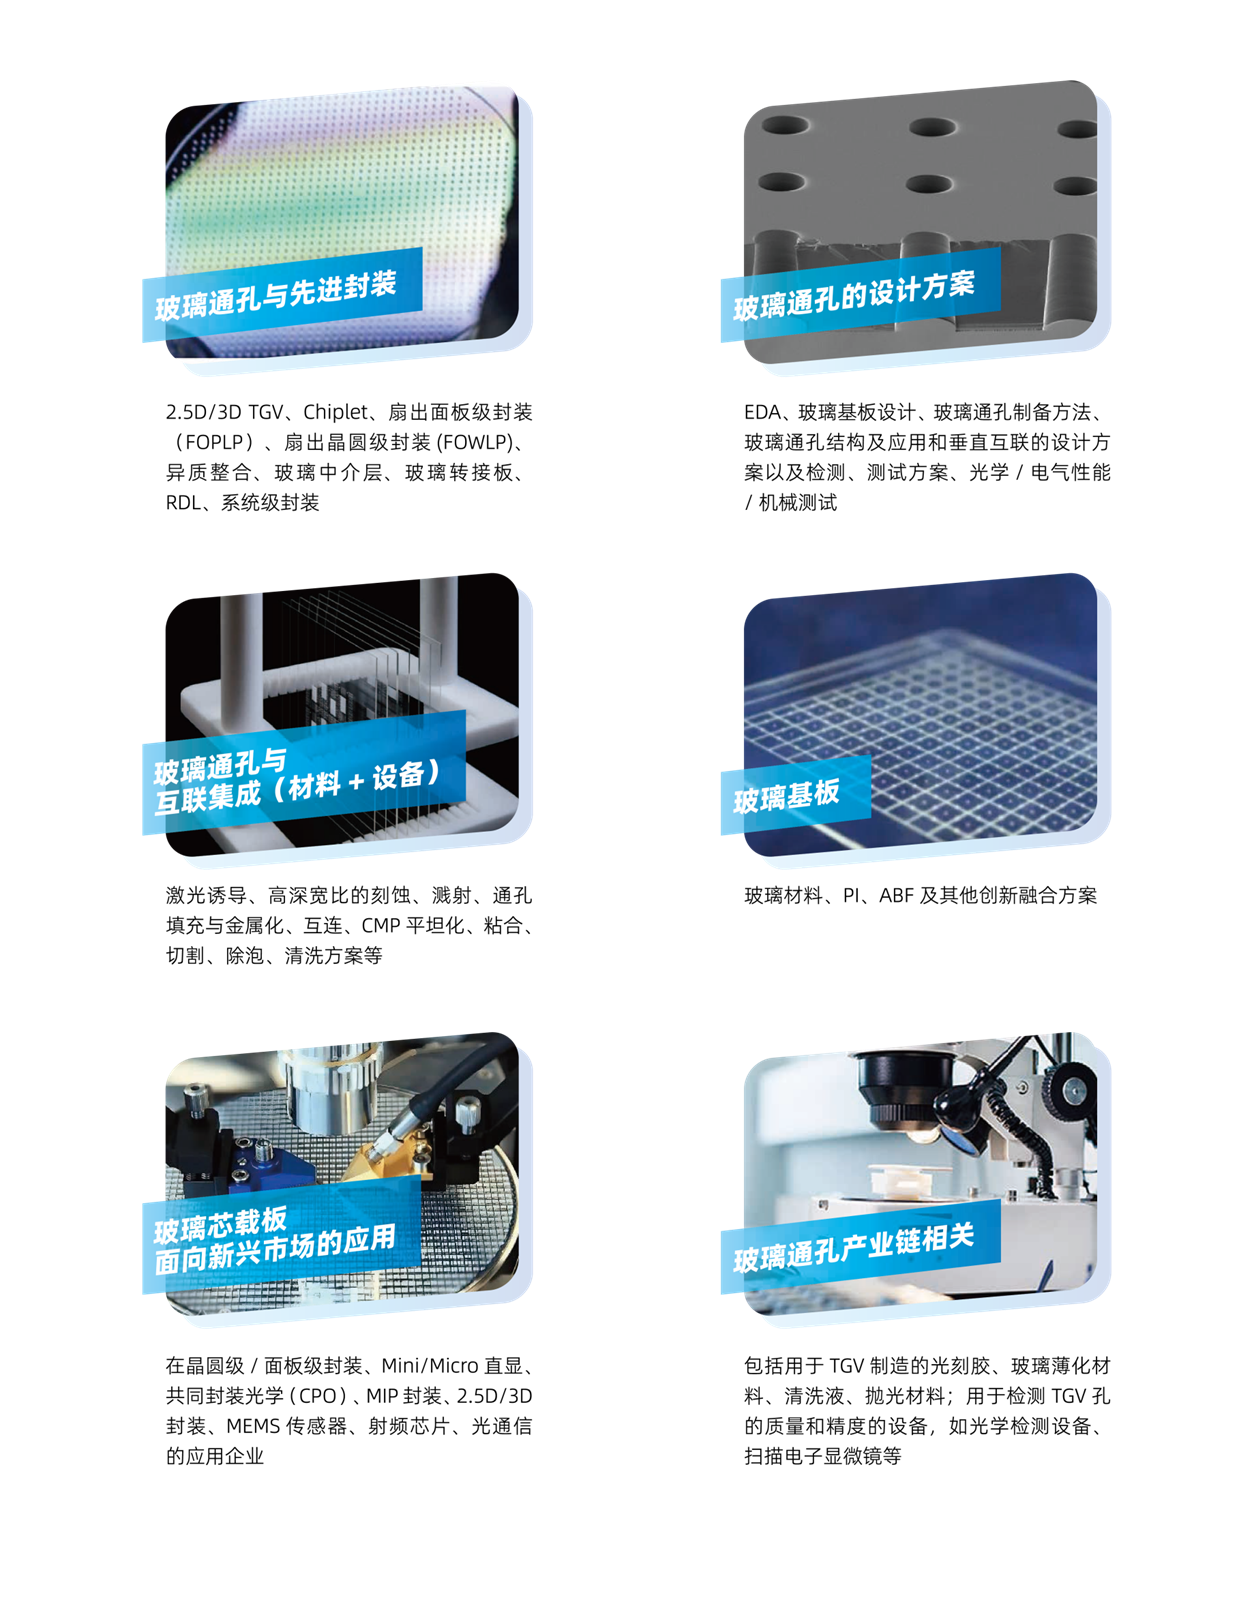 玻璃通孔与先进封装
2.5D/3D TGV、Chiplet、扇出面板级封装
（FOPLP）、扇出晶圆级封装 (FOWLP)、
异质整合、玻璃中介层、玻璃转接板、
RDL、系统级封装
玻璃通孔的设计方案
EDA、玻璃基板设计、玻璃通孔制备方法、
玻璃通孔结构及应用和垂直互联的设计方
案以及检测、测试方案、光学 / 电气性能
/ 机械测试
玻璃通孔与
互联集成（材料 + 设备）
激光诱导、高深宽比的刻蚀、溅射、通孔
填充与金属化、互连、CMP 平坦化、粘合、
切割、除泡、清洗方案等
玻璃基板
玻璃材料、PI、ABF 及其他创新融合方案
玻璃芯载板
面向新兴市场的应用
在晶圆级 / 面板级封装、Mini/Micro 直显、
共同封装光学（CPO）、MIP 封装、2.5D/3D
封装、MEMS 传感器、射频芯片、光通信
的应用企业
玻璃通孔产业链相关
包括用于 TGV 制造的光刻胶、玻璃薄化材
料、清洗液、抛光材料；用于检测 TGV 孔
的质量和精度的设备，如光学检测设备、
扫描电子显微镜等